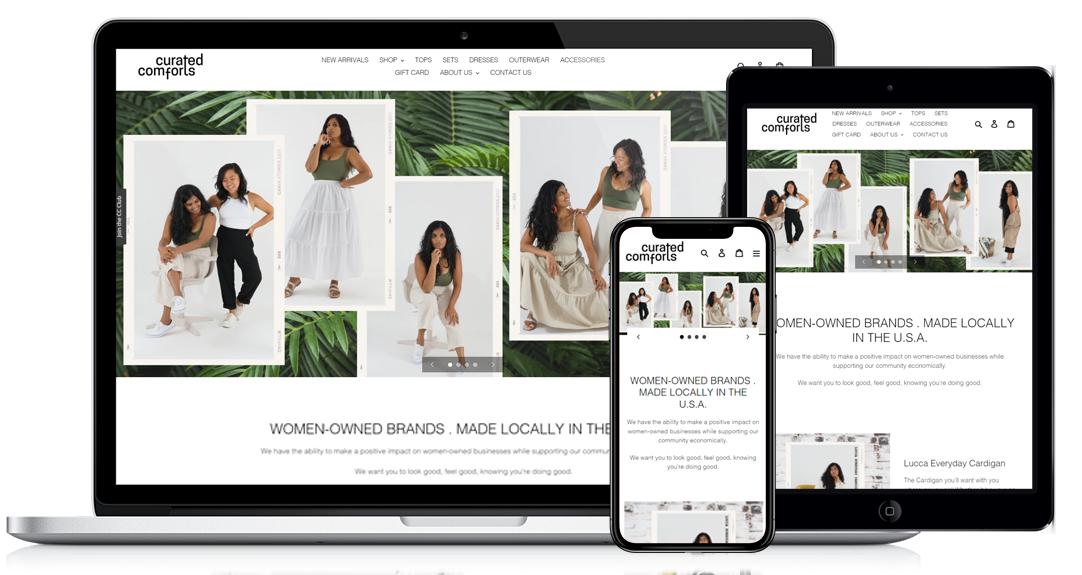 curated
comforts
NEW ARRIVALS SHOP TOPS SETS DRESSES OUTERWEAR ACCESSORIES
GIFT CARD ABOUT US CONTACT US
Join the CC Club
WOMEN-OWNED BRANDS . MADE LOCALLY IN THE
We have the ability to make a positive impact on women-owned businesses while supporting our commun
We want you to look good, feel good, knowing you're doing good.
curated
comforts
NEW ARRIVALS SHOP TOPS SETS
DRESSES OUTERWEAR ACCESSORIES
GIFT CARD ABOUT US CONTACT US
OMEN-OWNED BRANDS . MADE LOCALLY
IN THE U.S.A.
We have the ability to make a positive impact on women-owned businesses while
supporting our community economically.
We want you to look good, feel good, knowing you're doing good.
Lucca Everyday Cardigan
The Cardigan you'll want with you
curated
comforts
WOMEN-OWNED BRANDS .
MADE LOCALLY IN THE
U.S.A.
We have the ability to make a positive impact on
women-owned businesses while supporting our
community economically.
We want you to look good, feel good, knowing
you're doing good.